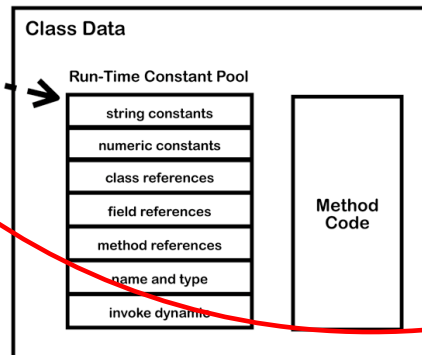 Class Data
Run-Time Constant Pool
string constants
numeric constants
class references
field references
method references
name and type
invoke dynamic
Method
Code